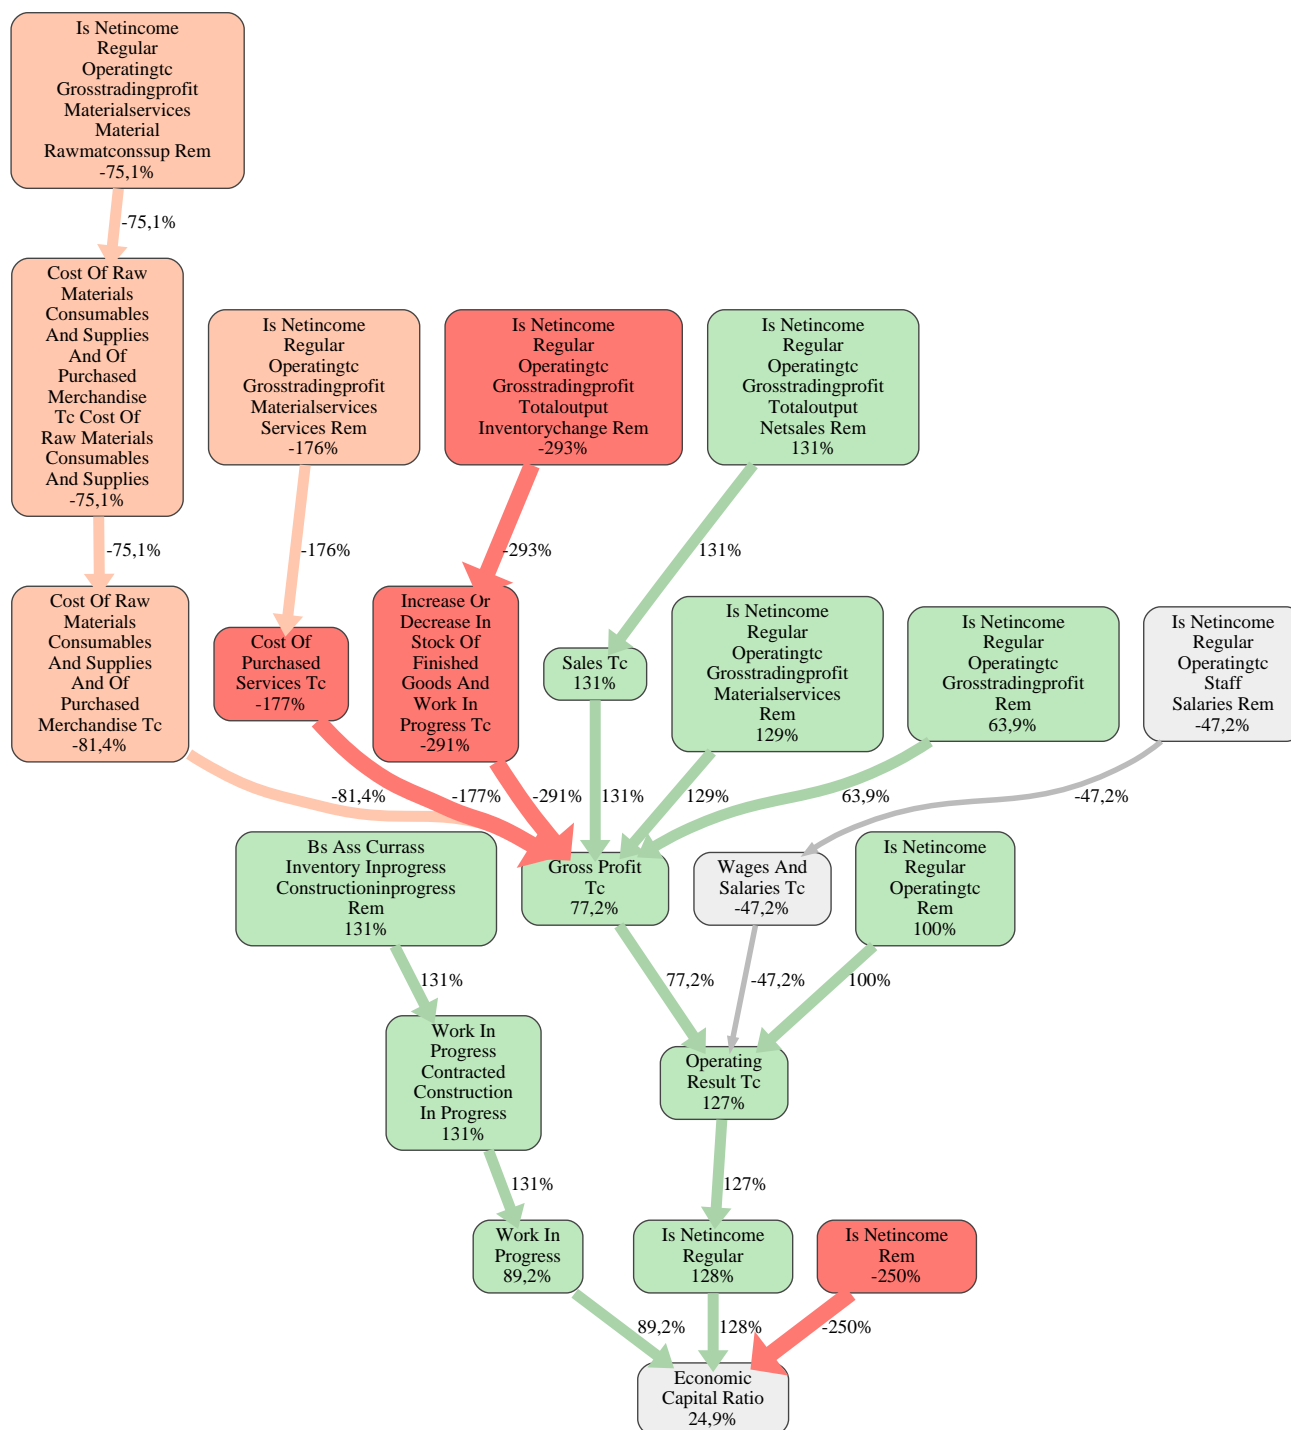 Is Netincome
Regular
Operatingtc
Grosstradingprofit
Materialservices
Material
Rawmatconssup Rem
-75,1%
-75,1%
Cost Of Raw
Materials
Consumables
And Supplies
And Of
Purchased
Merchandise
Tc Cost Of
Raw Materials
Consumables
And Supplies
-75,1%
Is Netincome
Regular
Operatingtc
Grosstradingprofit
Materialservices
Services Rem
-176%
Is Netincome
Regular
Operatingtc
Grosstradingprofit
Totaloutput
Inventorychange Rem
-293%
Is Netincome
Regular
Operatingtc
Grosstradingprofit
Totaloutput
Netsales Rem
131%
-75,1%
-176%
-293%
131%
Cost Of Raw
Materials
Consumables
And Supplies
And Of
Purchased
Merchandise Tc
-81,4%
Cost Of
Purchased
Services Tc
-177%
Increase Or
Decrease In
Stock Of
Finished
Goods And
Work In
Progress Tc
-291%
Sales Tc
131%
Is Netincome
Regular
Operatingtc
Grosstradingprofit
Materialservices
Rem
129%
Is Netincome
Regular
Operatingtc
Grosstradingprofit
Rem
63,9%
Is Netincome
Regular
Operatingtc
Staff
Salaries Rem
-47,2%
-81,4%
-177%
-291%
131%
129%
63,9%
-47,2%
Bs Ass Currass
Inventory Inprogress
Constructioninprogress
Rem
131%
Gross Profit
Tc
77,2%
Wages And
Salaries Tc
-47,2%
Is Netincome
Regular
Operatingtc
Rem
100%
131%
77,2%
-47,2%
100%
Work In
Progress
Contracted
Construction
In Progress
131%
Operating
Result Tc
127%
131%
127%
Work In
Progress
89,2%
Is Netincome
Regular
128%
Is Netincome
Rem
-250%
89,2%
128%
-250%
Economic
Capital Ratio
24,9%